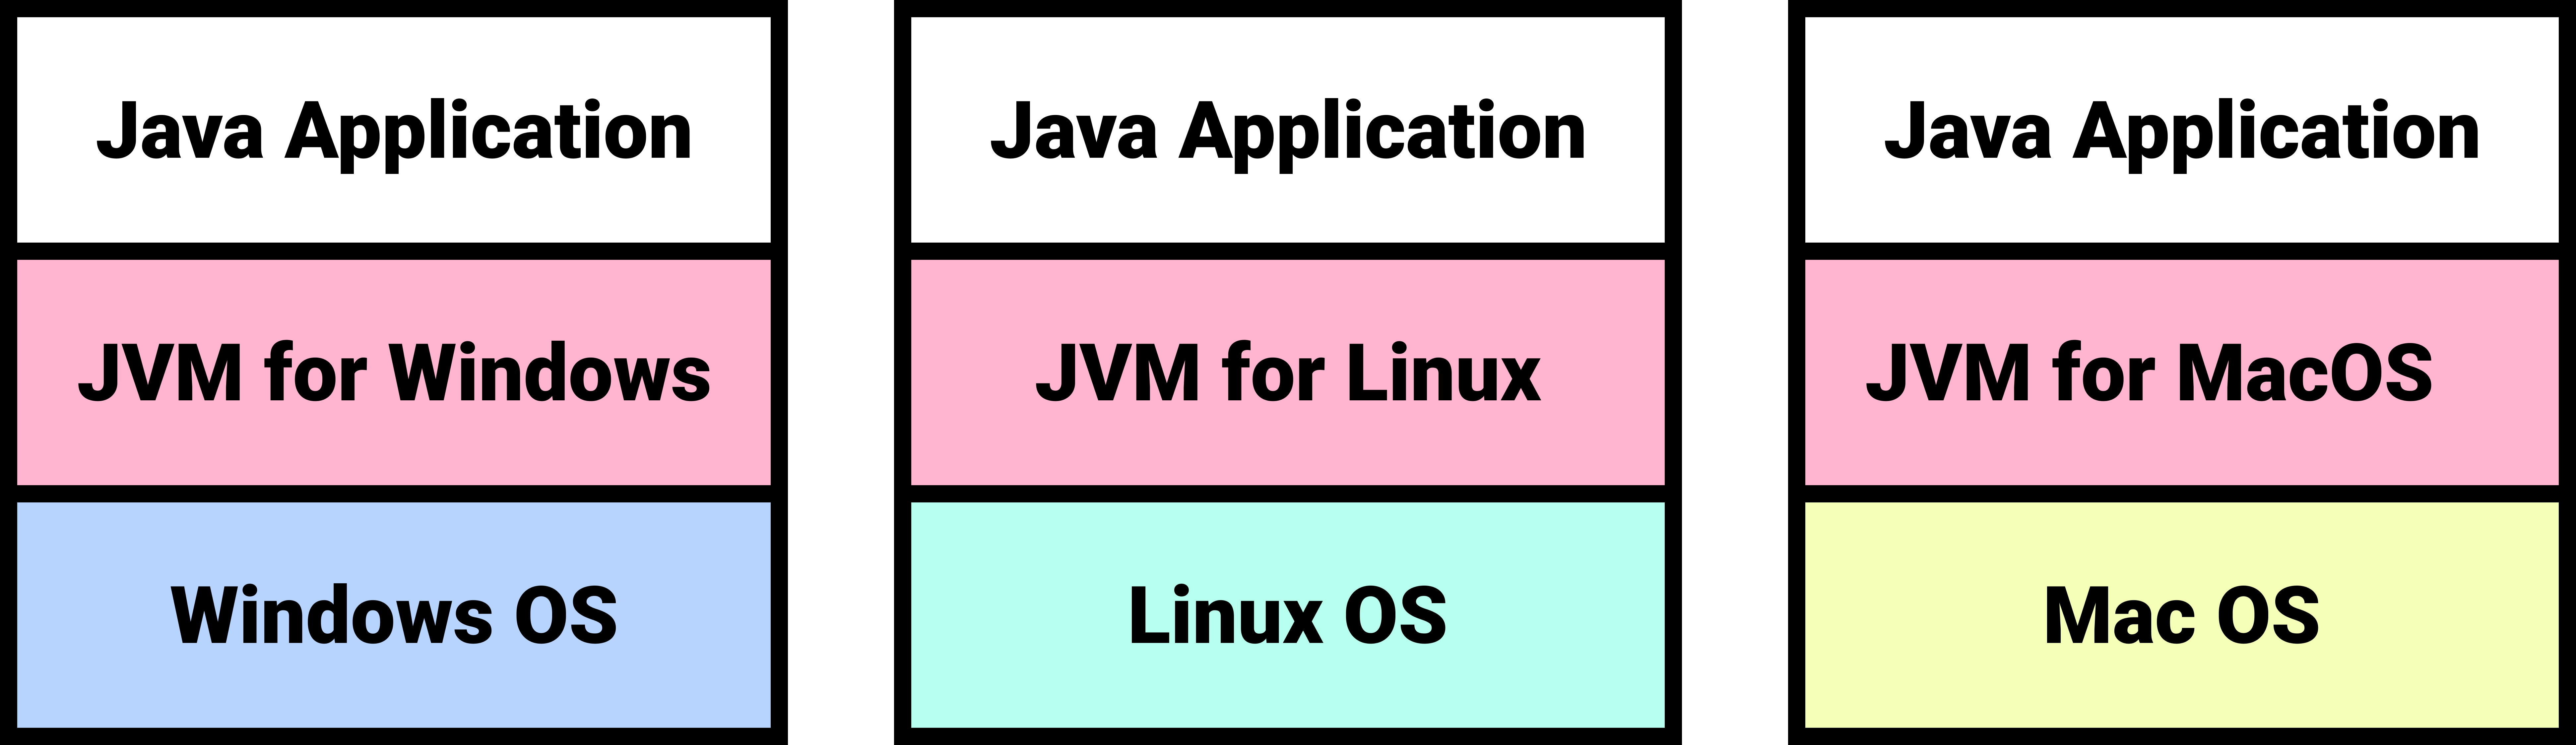 Java Application
JVM for Windows
Windows OS
Java Application
JVM for Linux
Linux OS
Java Application
JVM for MacOS
Mac OS